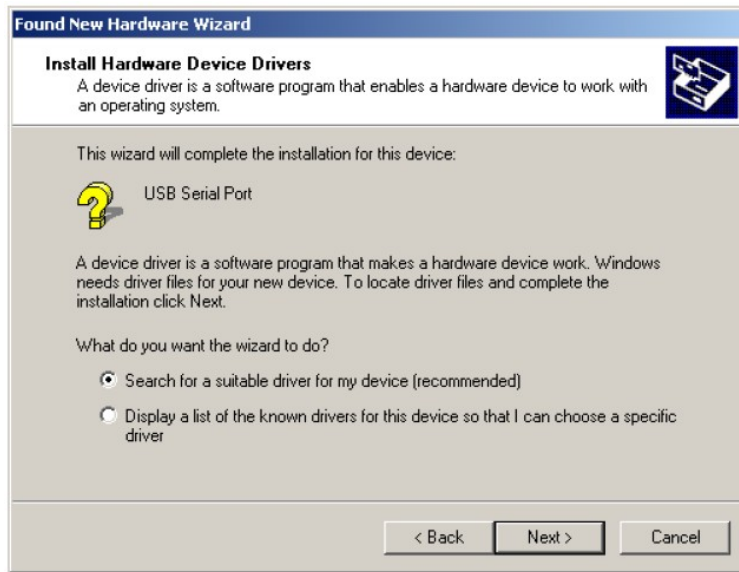 Found New Hardware Wizard
Install Hardware Device Drivers
A device driver is a software program that enables a hardware device to work with
an operating system.
This wizard will complete the installation for this device:
USB Serial Port
A device driver is a software program that makes a hardware device work. Windows
needs driver files for your new device. To locate driver files and complete the
installation click Next.
What do you want the wizard to do?
Search for a suitable driver for my device (recommended)
Display a list of the known drivers for this device so that I can choose a specific
driver
< Back Next > Cancel